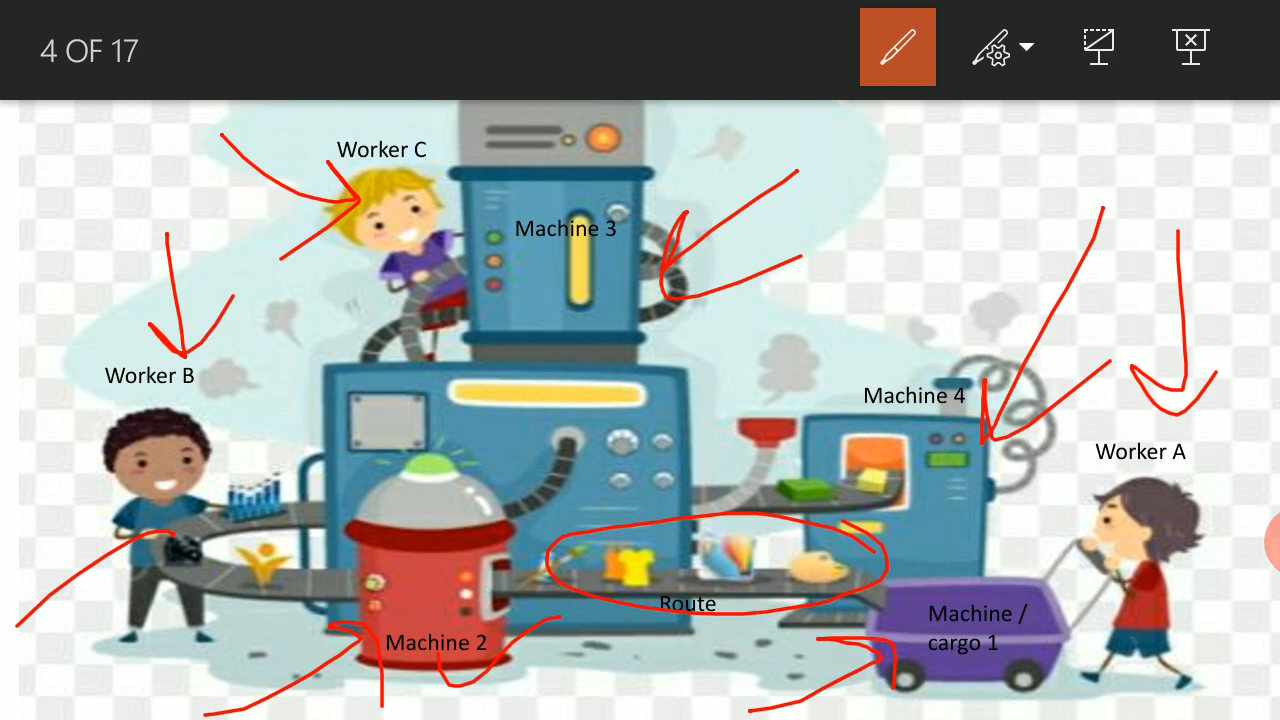 4 OF 17
Worker C
Machine 3
Worker B
Machine 4
Worker A
Route
Machine 2
Machine /
cargo 1